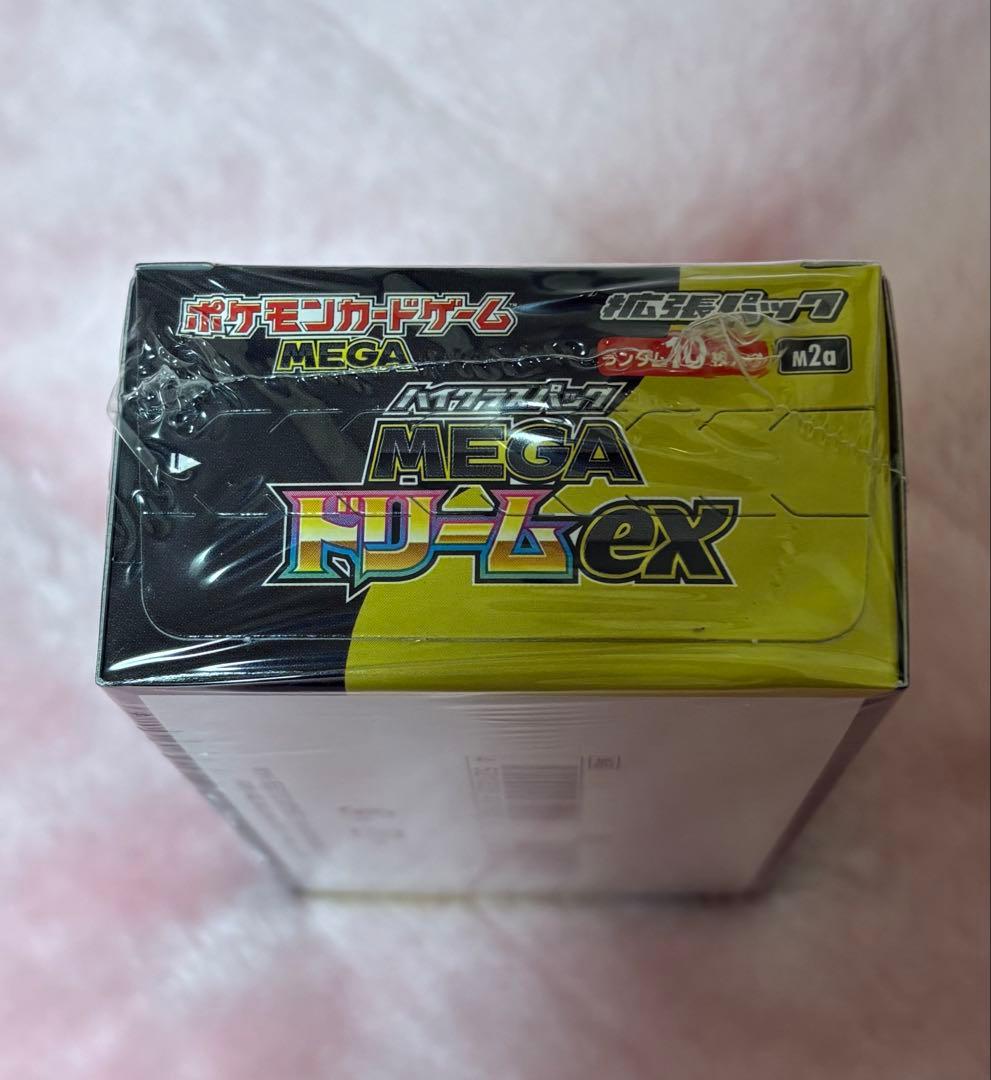 ポケモンカードゲーム
MEGA
拡張パック
ランダム10枚
M2a
ハイクラスパック
MEGA
ドリームex